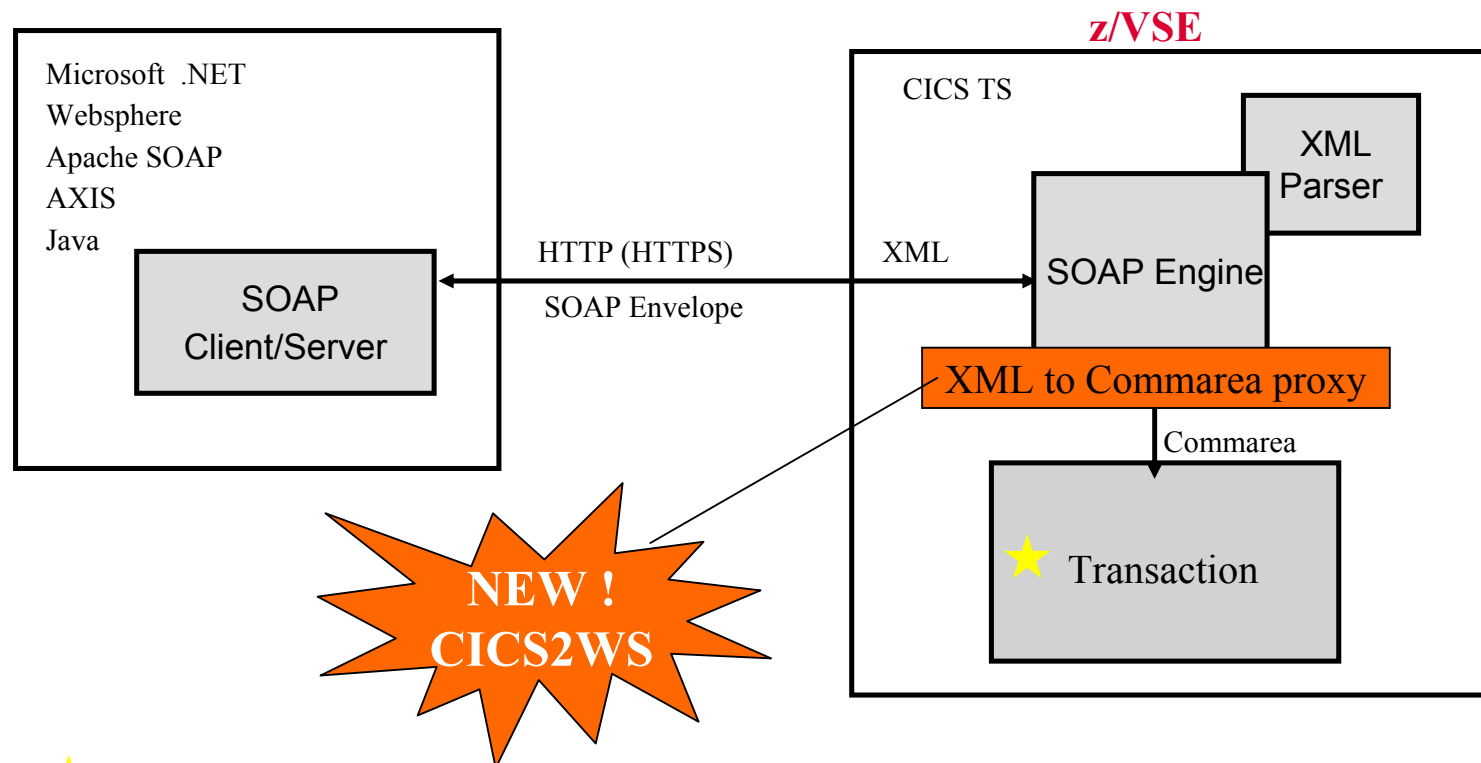 z/VSE
Microsoft .NET
Websphere
Apache SOAP
AXIS
Java
SOAP
Client/Server
HTTP (HTTPS)
SOAP Envelope
XML
CICS TS
XML
Parser
SOAP Engine
XML to Commarea proxy
Commarea
Transaction
NEW !
CICS2WS